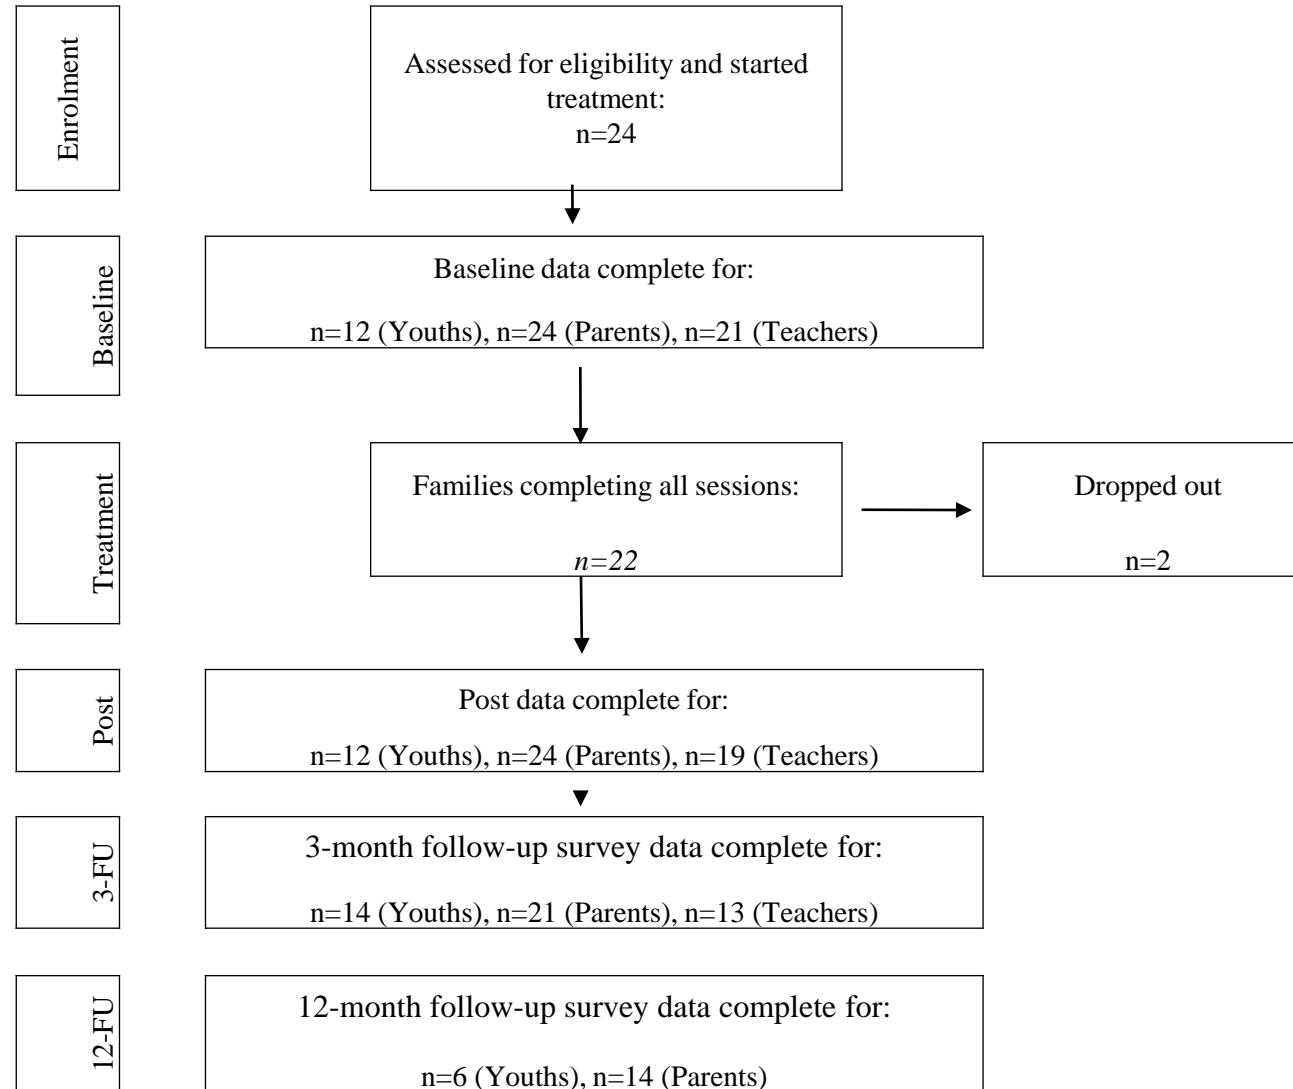 Enrolment
Assessed for eligibility and started
treatment:
n=24
Baseline
Baseline data complete for:
n=12 (Youths), n=24 (Parents), n=21 (Teachers)
Treatment
Families completing all sessions:
n=22
Dropped out
n=2
Post
Post data complete for:
n=12 (Youths), n=24 (Parents), n=19 (Teachers)
3-FU
3-month follow-up survey data complete for:
n=14 (Youths), n=21 (Parents), n=13 (Teachers)
12-FU
12-month follow-up survey data complete for:
n=6 (Youths), n=14 (Parents)